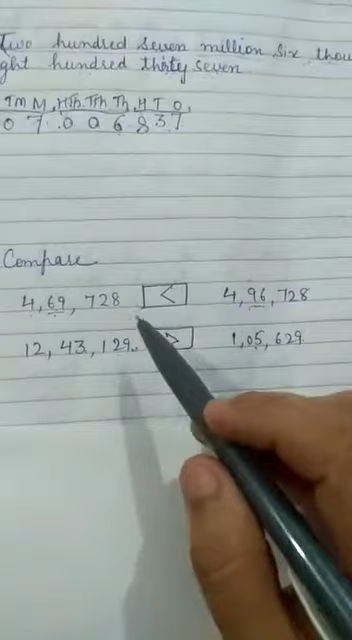 Two hundred seven million six thou
ght hundred thirty seven
TM M, HTh. TTh Th, H T O,
0 7 . 0 0 6 8 3 7
Compare
4,69,728 < 4,96,728
12,43,129 > 1,05,629